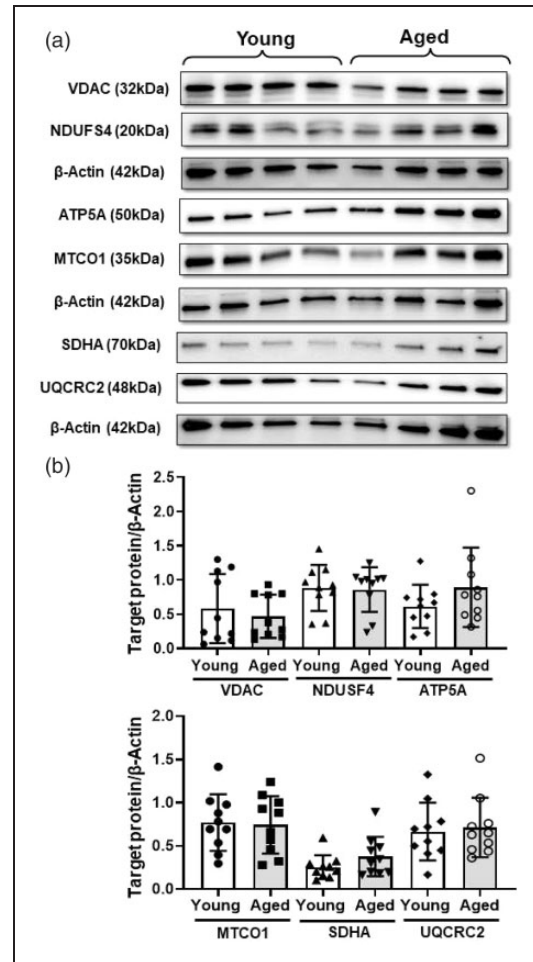 (a)
Young Aged
VDAC (32kDa)
NDUFS4 (20kDa)
β-Actin (42kDa)
ATP5A (50kDa)
MTCO1 (35kDa)
β-Actin (42kDa)
SDHA (70kDa)
UQCRC2 (48kDa)
β-Actin (42kDa)
(b)
Target protein/β-Actin
2.5
2.0
1.5
1.0
0.5
0.0
Young Aged Young Aged Young Aged
VDAC NDUSF4 ATP5A
Target protein/β-Actin
2.0
1.5
1.0
0.5
0.0
Young Aged Young Aged Young Aged
MTCO1 SDHA UQCRC2